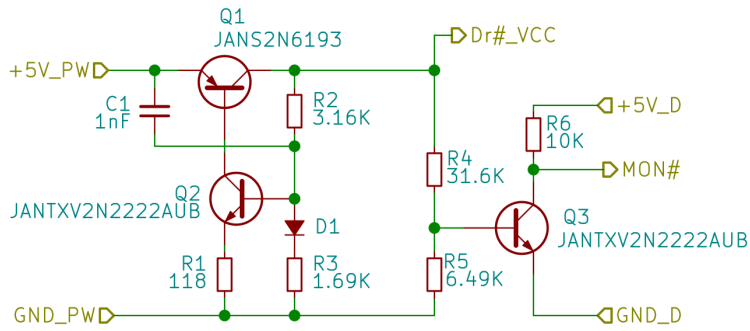 Q1
JANS2N6193
Dr#_VCC
+5V_PW
C1
1nF
R2
3.16K
+5V_D
R6
10K
R4
31.6K
MON#
Q2
JANTXV2N2222AUB
D1
Q3
JANTXV2N2222AUB
R1
118
R3
1.69K
R5
6.49K
GND_PW
GND_D